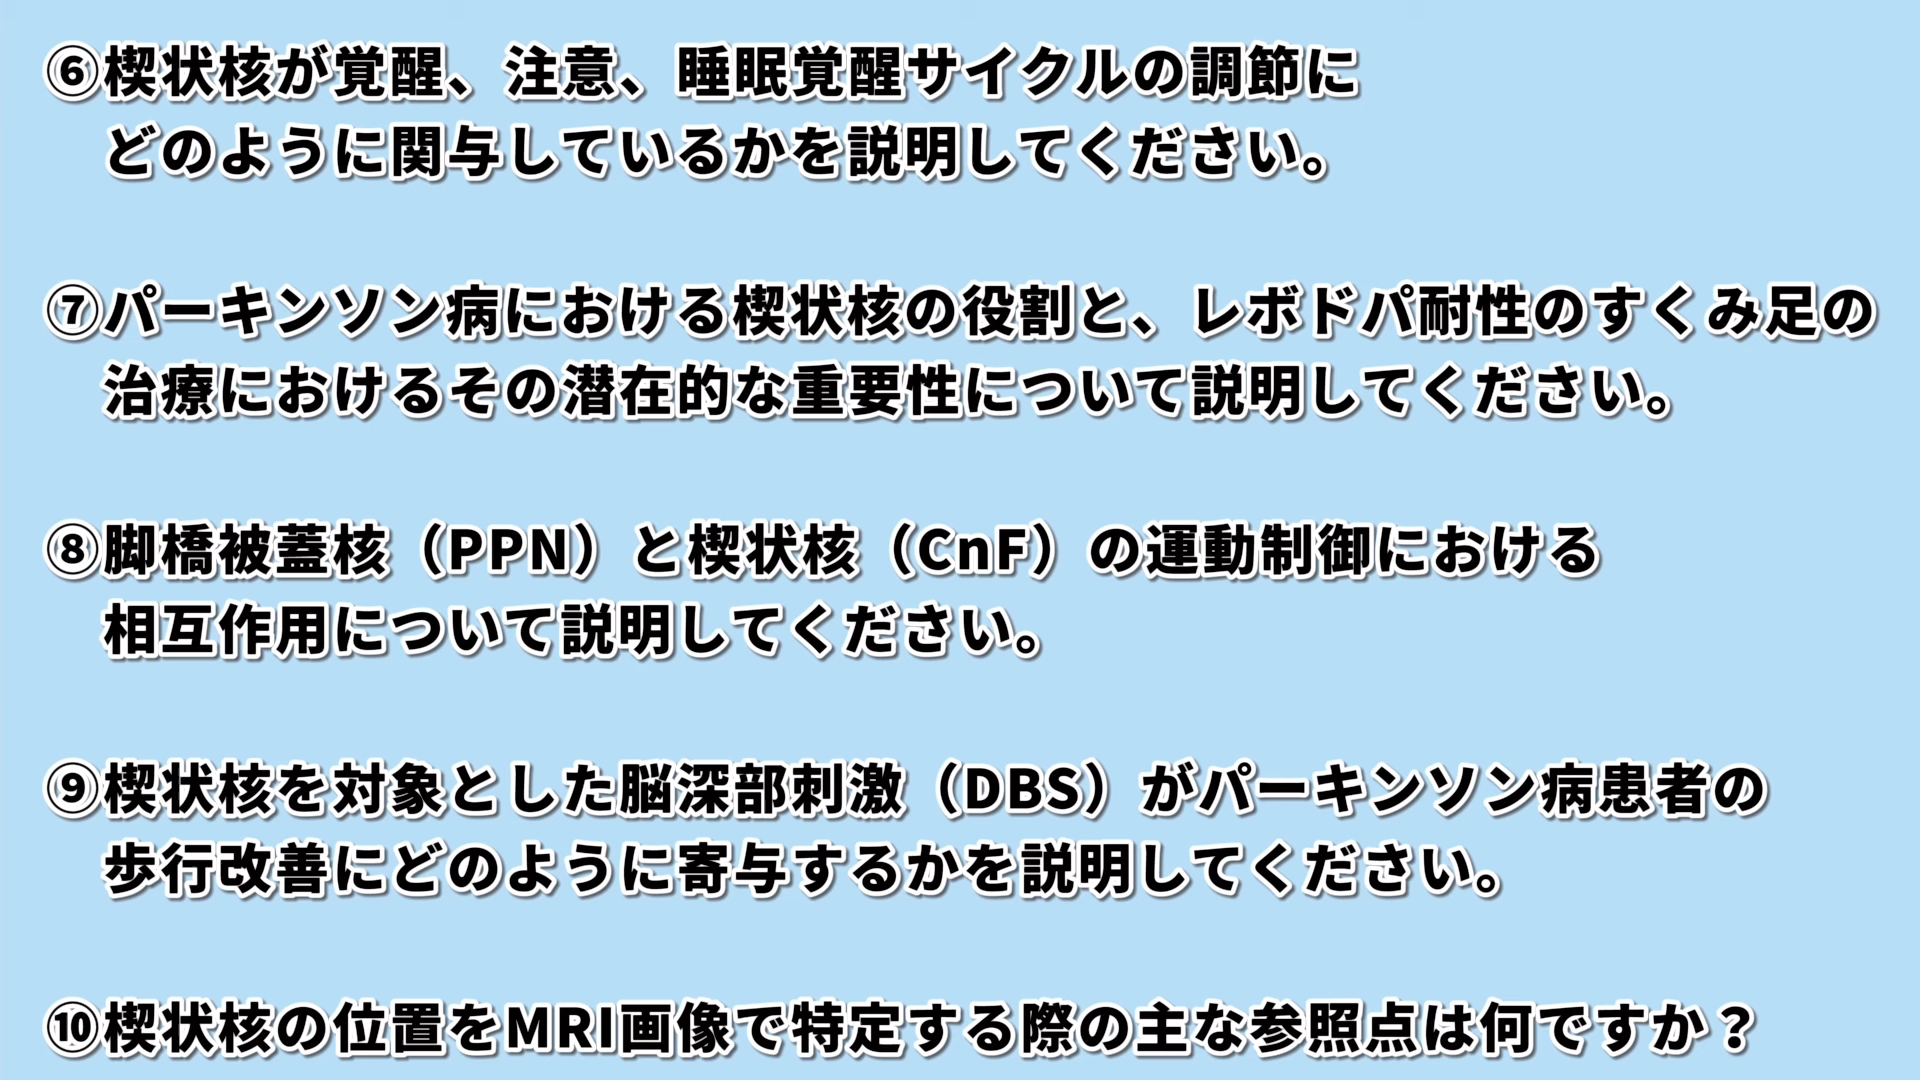 ⑥楔状核が覚醒、注意、睡眠覚醒サイクルの調節に
どのように関与しているかを説明してください。
⑦パーキンソン病における楔状核の役割と、レボドパ耐性のすくみ足の
治療におけるその潜在的な重要性について説明してください。
⑧脚橋被蓋核（PPN）と楔状核（CnF）の運動制御における
相互作用について説明してください。
⑨楔状核を対象とした脳深部刺激（DBS）がパーキンソン病患者の
歩行改善にどのように寄与するかを説明してください。
⑩楔状核の位置をMRI画像で特定する際の主な参照点は何ですか？